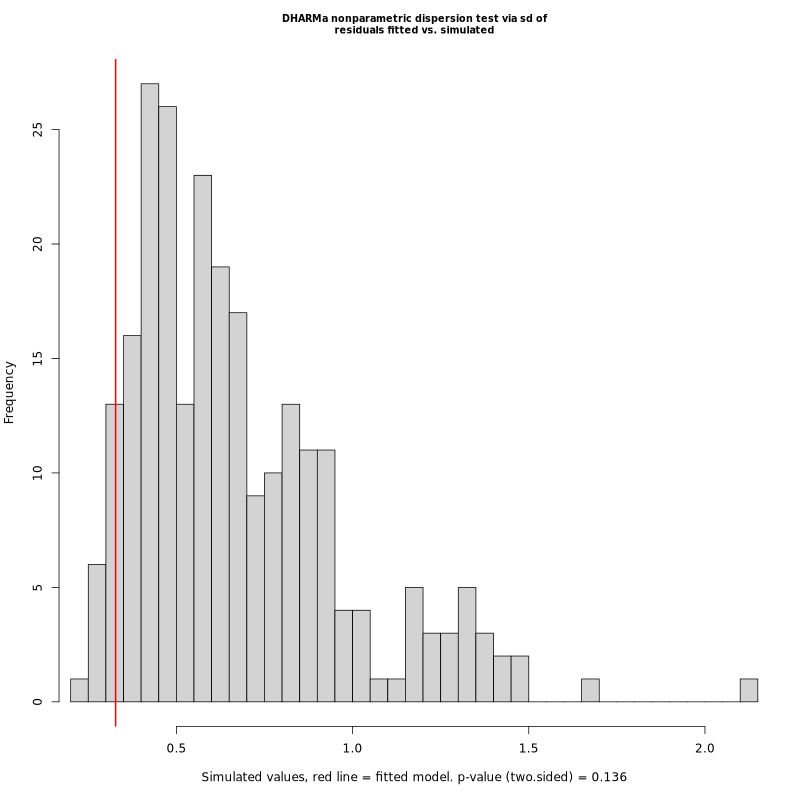 DHARMa nonparametric dispersion test via sd of
residuals fitted vs. simulated
Frequency
25
20
15
10
5
0
0.5 1.0 1.5 2.0
Simulated values, red line = fitted model. p-value (two.sided) = 0.136